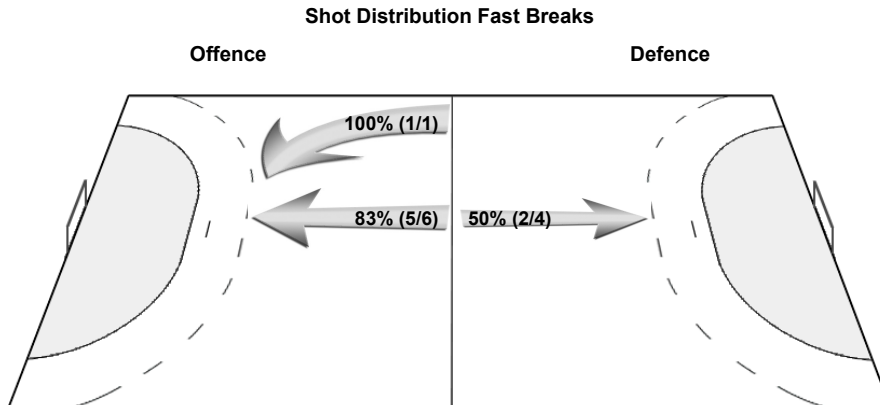 Shot Distribution Fast Breaks
Offence
Defence
100% (1/1)
83% (5/6)
50% (2/4)